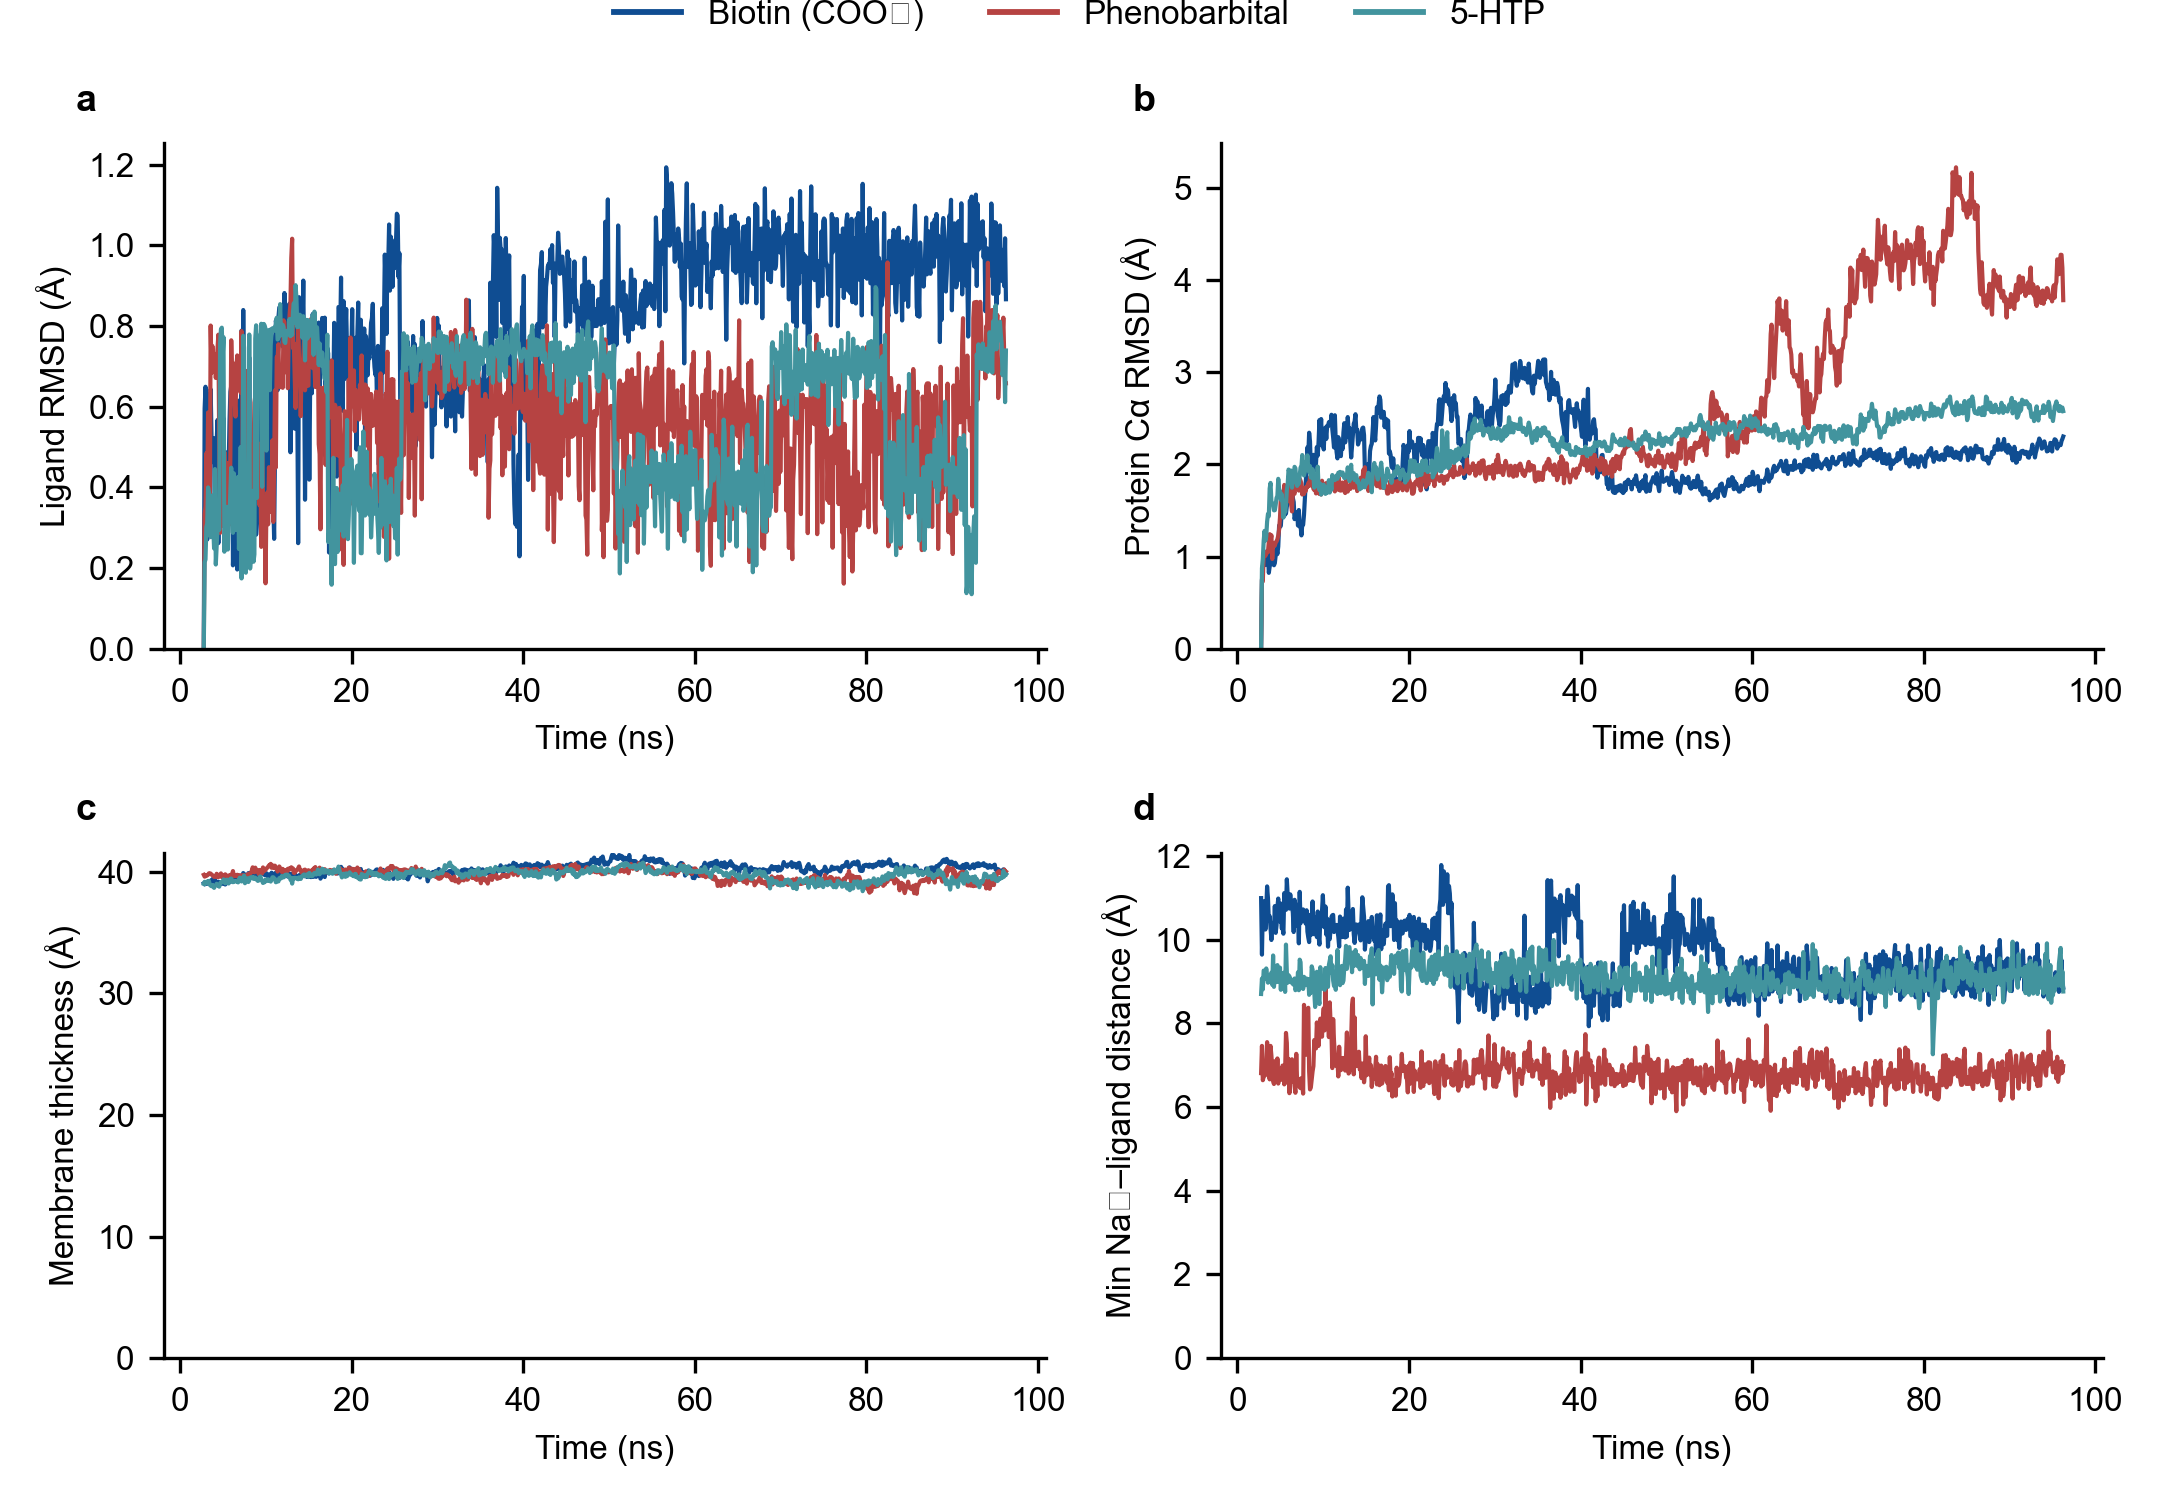 Biotin (COO□) Phenobarbital 5-HTP
a
1.2
1.0
0.8
0.6
0.4
0.2
0.0
Ligand RMSD (Å)
0 20 40 60 80 100
Time (ns)
b
5
4
3
2
1
0
Protein Cα RMSD (Å)
0 20 40 60 80 100
Time (ns)
c
40
30
20
10
0
Membrane thickness (Å)
0 20 40 60 80 100
Time (ns)
d
12
10
8
6
4
2
0
Min Na□–ligand distance (Å)
0 20 40 60 80 100
Time (ns)